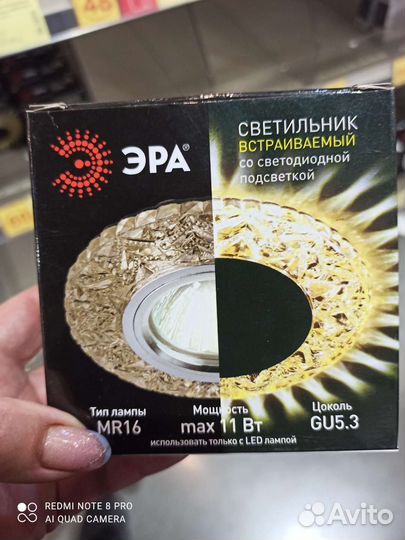 ЭРА®
СВЕТИЛЬНИК
ВСТРАИВАЕМЫЙ
со светодиодной
подсветкой
Тип лампы
MR16
Мощность
max 11 Вт
Цоколь
GU5.3
использовать только с LED лампой
REDMI NOTE 8 PRO
AI QUAD CAMERA
Avito